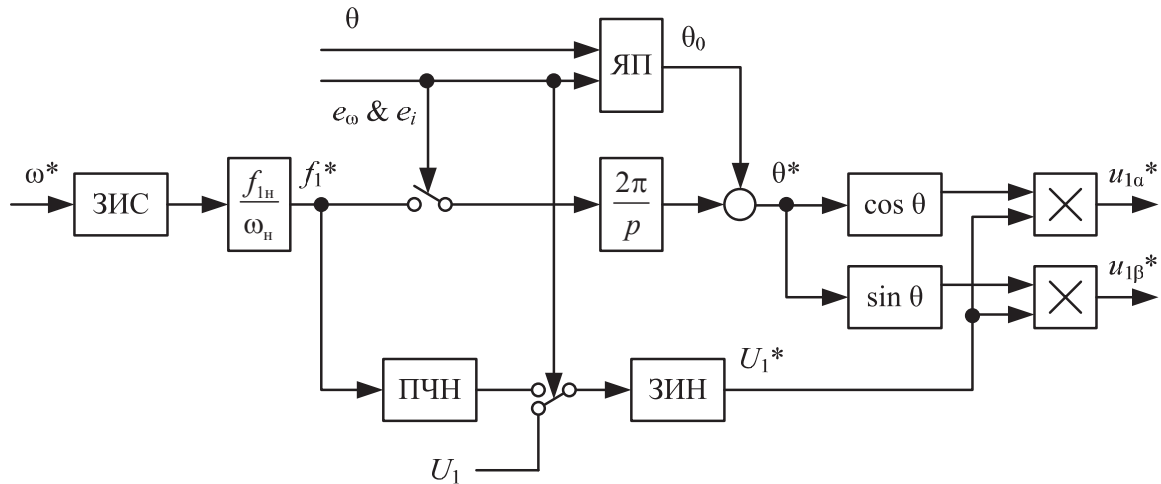 θ
ЯП
θ₀
e_ω & e_i
ω*
ЗИС
f₁н
ω_н
f₁*
2π
p
θ*
cos θ
u₁α*
sin θ
u₁β*
ПЧН
ЗИН
U₁*
U₁